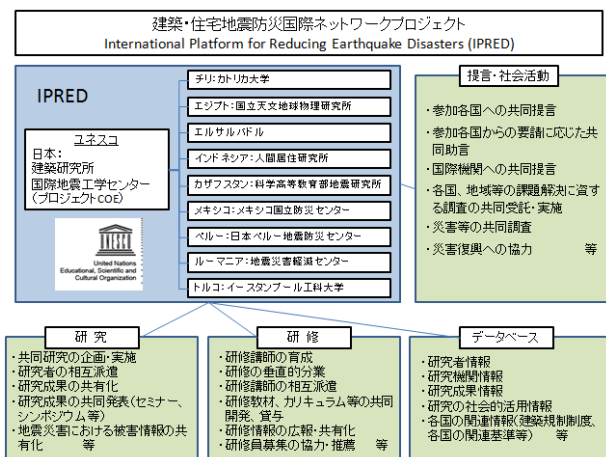 建築・住宅地震防災国際ネットワークプロジェクト
International Platform for Reducing Earthquake Disasters (IPRED)
IPRED
ユネスコ
日本：
建築研究所
国際地震工学センター
（プロジェクトCOE）
UNESCO
United Nations
Educational, Scientific and
Cultural Organization
チリ：カトリカ大学
エジプト：国立天文地球物理研究所
エルサルバドル
インドネシア：人間居住研究所
カザフスタン：科学高等教育部地震研究所
メキシコ：メキシコ国立防災センター
ペルー：日本ペルー地震防災センター
ルーマニア：地震災害軽減センター
トルコ：イースタンブール工科大学
提言・社会活動
・参加各国への共同提言
・参加各国からの要請に応じた共
同助言
・国際機関への共同提言
・各国、地域等の課題解決に資す
る調査の共同受託・実施
・災害等の共同調査
・災害復興への協力　等
研 究
・共同研究の企画・実施
・研究者の相互派遣
・研究成果の共有化
・研究成果の共同発表（セミナー、
シンポジウム等）
・地震災害における被害情報の共
有化　等
研 修
・研修講師の育成
・研修の垂直的分業
・研修講師の相互派遣
・研修教材、カリキュラム等の共同
開発、貸与
・研修情報の広報・共有化
・研修員募集の協力・推薦　等
データベース
・研究者情報
・研究機関情報
・研究成果情報
・研究の社会的活用情報
・各国の関連情報（建築規制制度、
各国の関連基準等）　等